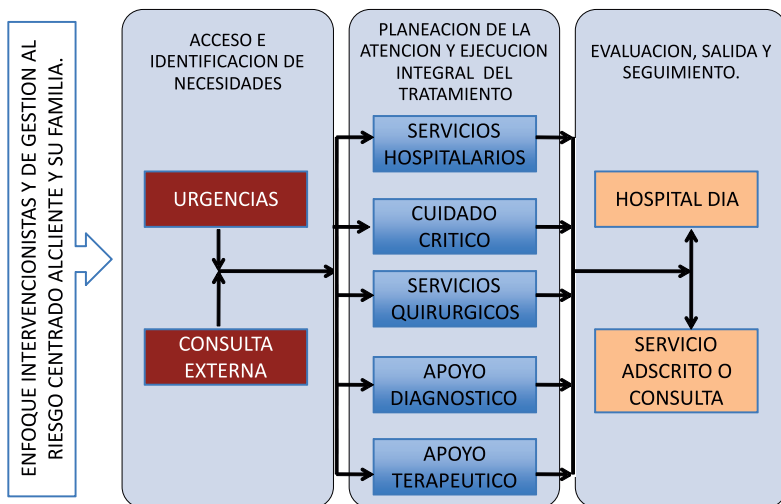 ENFOQUE INTERVENCIONISTAS Y DE GESTION AL
RIESGO CENTRADO ALCLIENTE Y SU FAMILIA.
ACCESO E
IDENTIFICACION DE
NECESIDADES
URGENCIAS
CONSULTA
EXTERNA
PLANEACION DE LA
ATENCION Y EJECUCION
INTEGRAL DEL
TRATAMIENTO
SERVICIOS
HOSPITALARIOS
CUIDADO
CRITICO
SERVICIOS
QUIRURGICOS
APOYO
DIAGNOSTICO
APOYO
TERAPEUTICO
EVALUACION, SALIDA Y
SEGUIMIENTO.
HOSPITAL DIA
SERVICIO
ADSCRITO O
CONSULTA